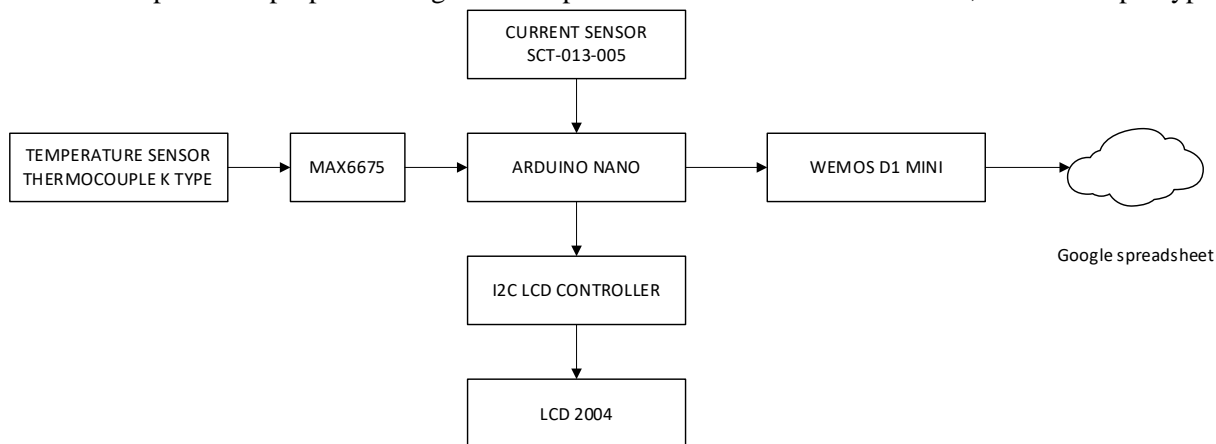 CURRENT SENSOR
SCT-013-005
TEMPERATURE SENSOR
THERMOCOUPLE K TYPE
MAX6675
ARDUINO NANO
WEMOS D1 MINI
Google spreadsheet
I2C LCD CONTROLLER
LCD 2004